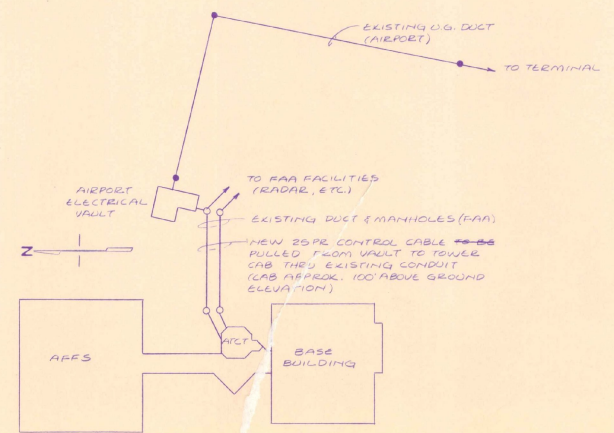 EXISTING U.G. DUCT
(AIRPORT)
TO TERMINAL
TO FAA FACILITIES
(RADAR, ETC.)
AIRPORT
ELECTRICAL
VAULT
EXISTING DUCT & MANHOLES (FAA)
NEW 25PR CONTROL CABLE TO BE
PULLED FROM VAULT TO TOWER
CAB THRU EXISTING CONDUIT
(CAB APPROX. 100' ABOVE GROUND
ELEVATION)
N
AFFS
ATCT
BASE
BUILDING